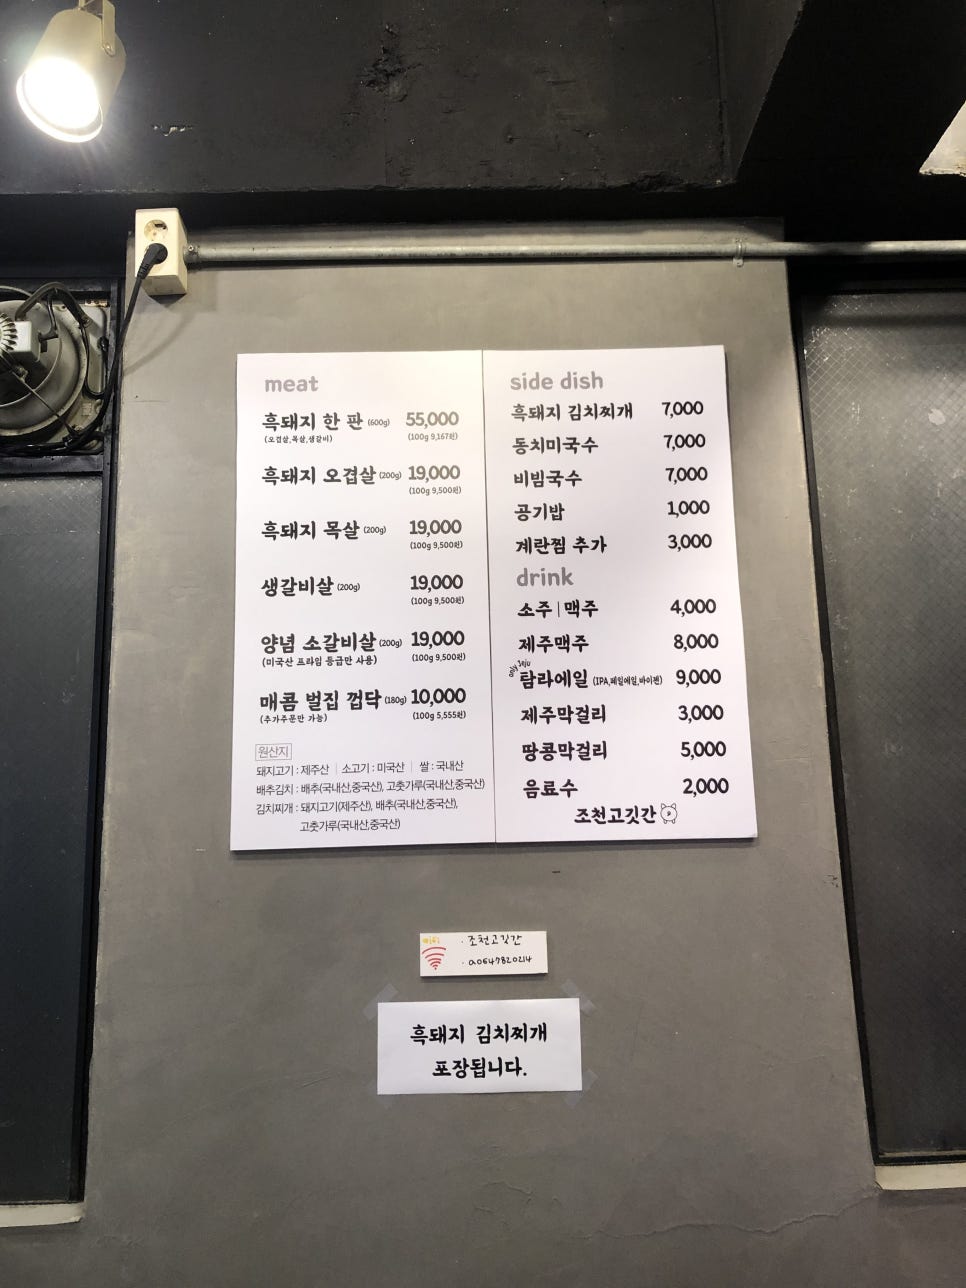 meat
흑돼지 한 판 (600g) 55,000
(오겹살,목살,생갈비) (100g 9,167원)
흑돼지 오겹살 (200g) 19,000
(100g 9,500원)
흑돼지 목살 (200g) 19,000
(100g 9,500원)
생갈비살 (200g) 19,000
(100g 9,500원)
양념 소갈비살 (200g) 19,000
(미국산 프라임 등급만 사용) (100g 9,500원)
매콤 벌집 껍닥 (180g) 10,000
(추가주문만 가능) (100g 5,555원)
원산지
돼지고기 : 제주산 | 소고기 : 미국산 | 쌀 : 국내산
배추김치 : 배추(국내산,중국산), 고춧가루(국내산,중국산)
김치찌개 : 돼지고기(제주산), 배추(국내산,중국산),
고춧가루(국내산,중국산)
side dish
흑돼지 김치찌개 7,000
동치미국수 7,000
비빔국수 7,000
공기밥 1,000
계란찜 추가 3,000
drink
소주 | 맥주 4,000
제주맥주 8,000
only Jeju
탐라에일 (IPA,페일에일,바이젠) 9,000
제주막걸리 3,000
땅콩막걸리 5,000
음료수 2,000
조천고깃간
· 조천고깃간
· a0647820214
흑돼지 김치찌개
포장됩니다.